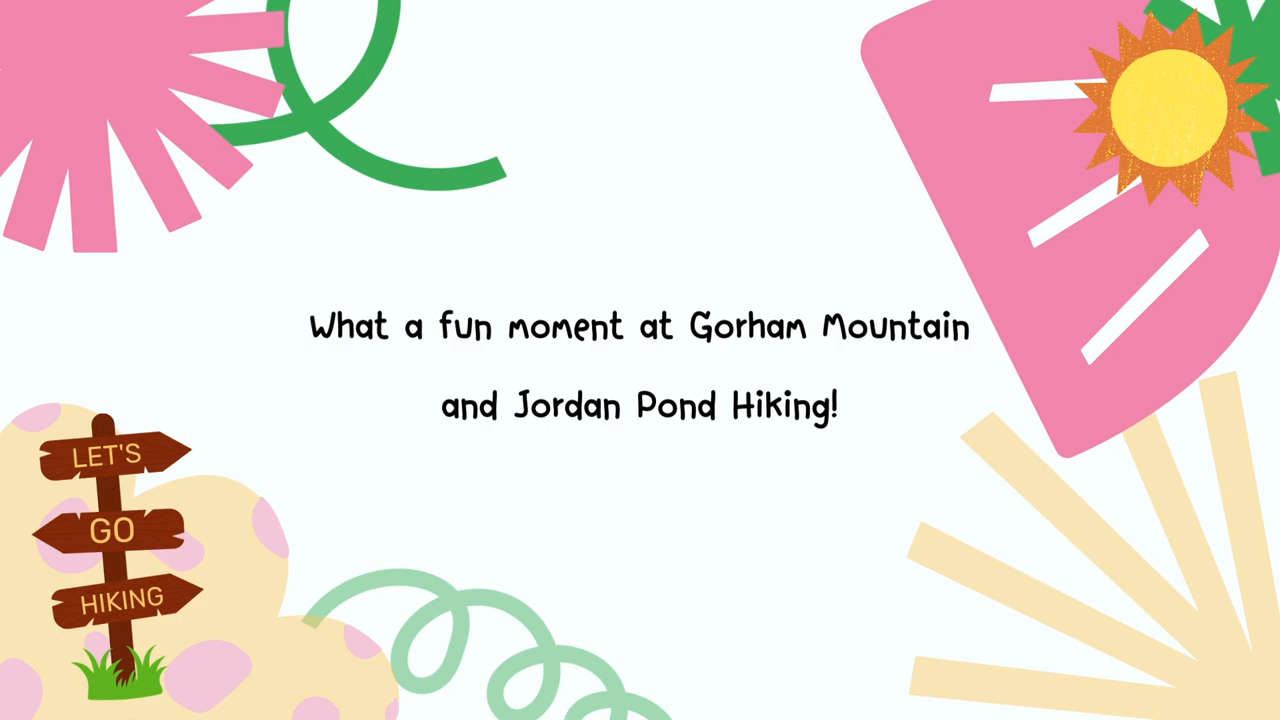 What a fun moment at Gorham Mountain
and Jordan Pond Hiking!
LET'S
GO
HIKING